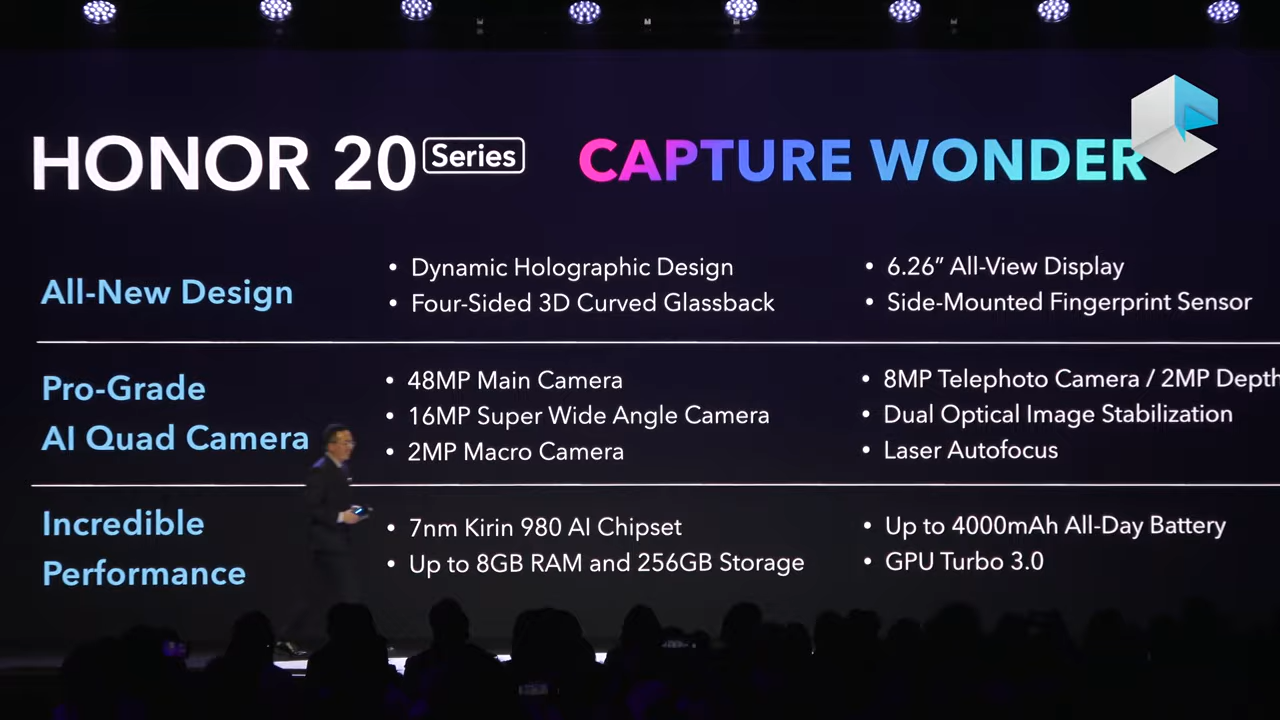 HONOR 20 Series CAPTURE WONDER
All-New Design
• Dynamic Holographic Design
• Four-Sided 3D Curved Glassback
• 6.26” All-View Display
• Side-Mounted Fingerprint Sensor
Pro-Grade
AI Quad Camera
• 48MP Main Camera
• 16MP Super Wide Angle Camera
• 2MP Macro Camera
• 8MP Telephoto Camera / 2MP Depth
• Dual Optical Image Stabilization
• Laser Autofocus
Incredible
Performance
• 7nm Kirin 980 AI Chipset
• Up to 8GB RAM and 256GB Storage
• Up to 4000mAh All-Day Battery
• GPU Turbo 3.0